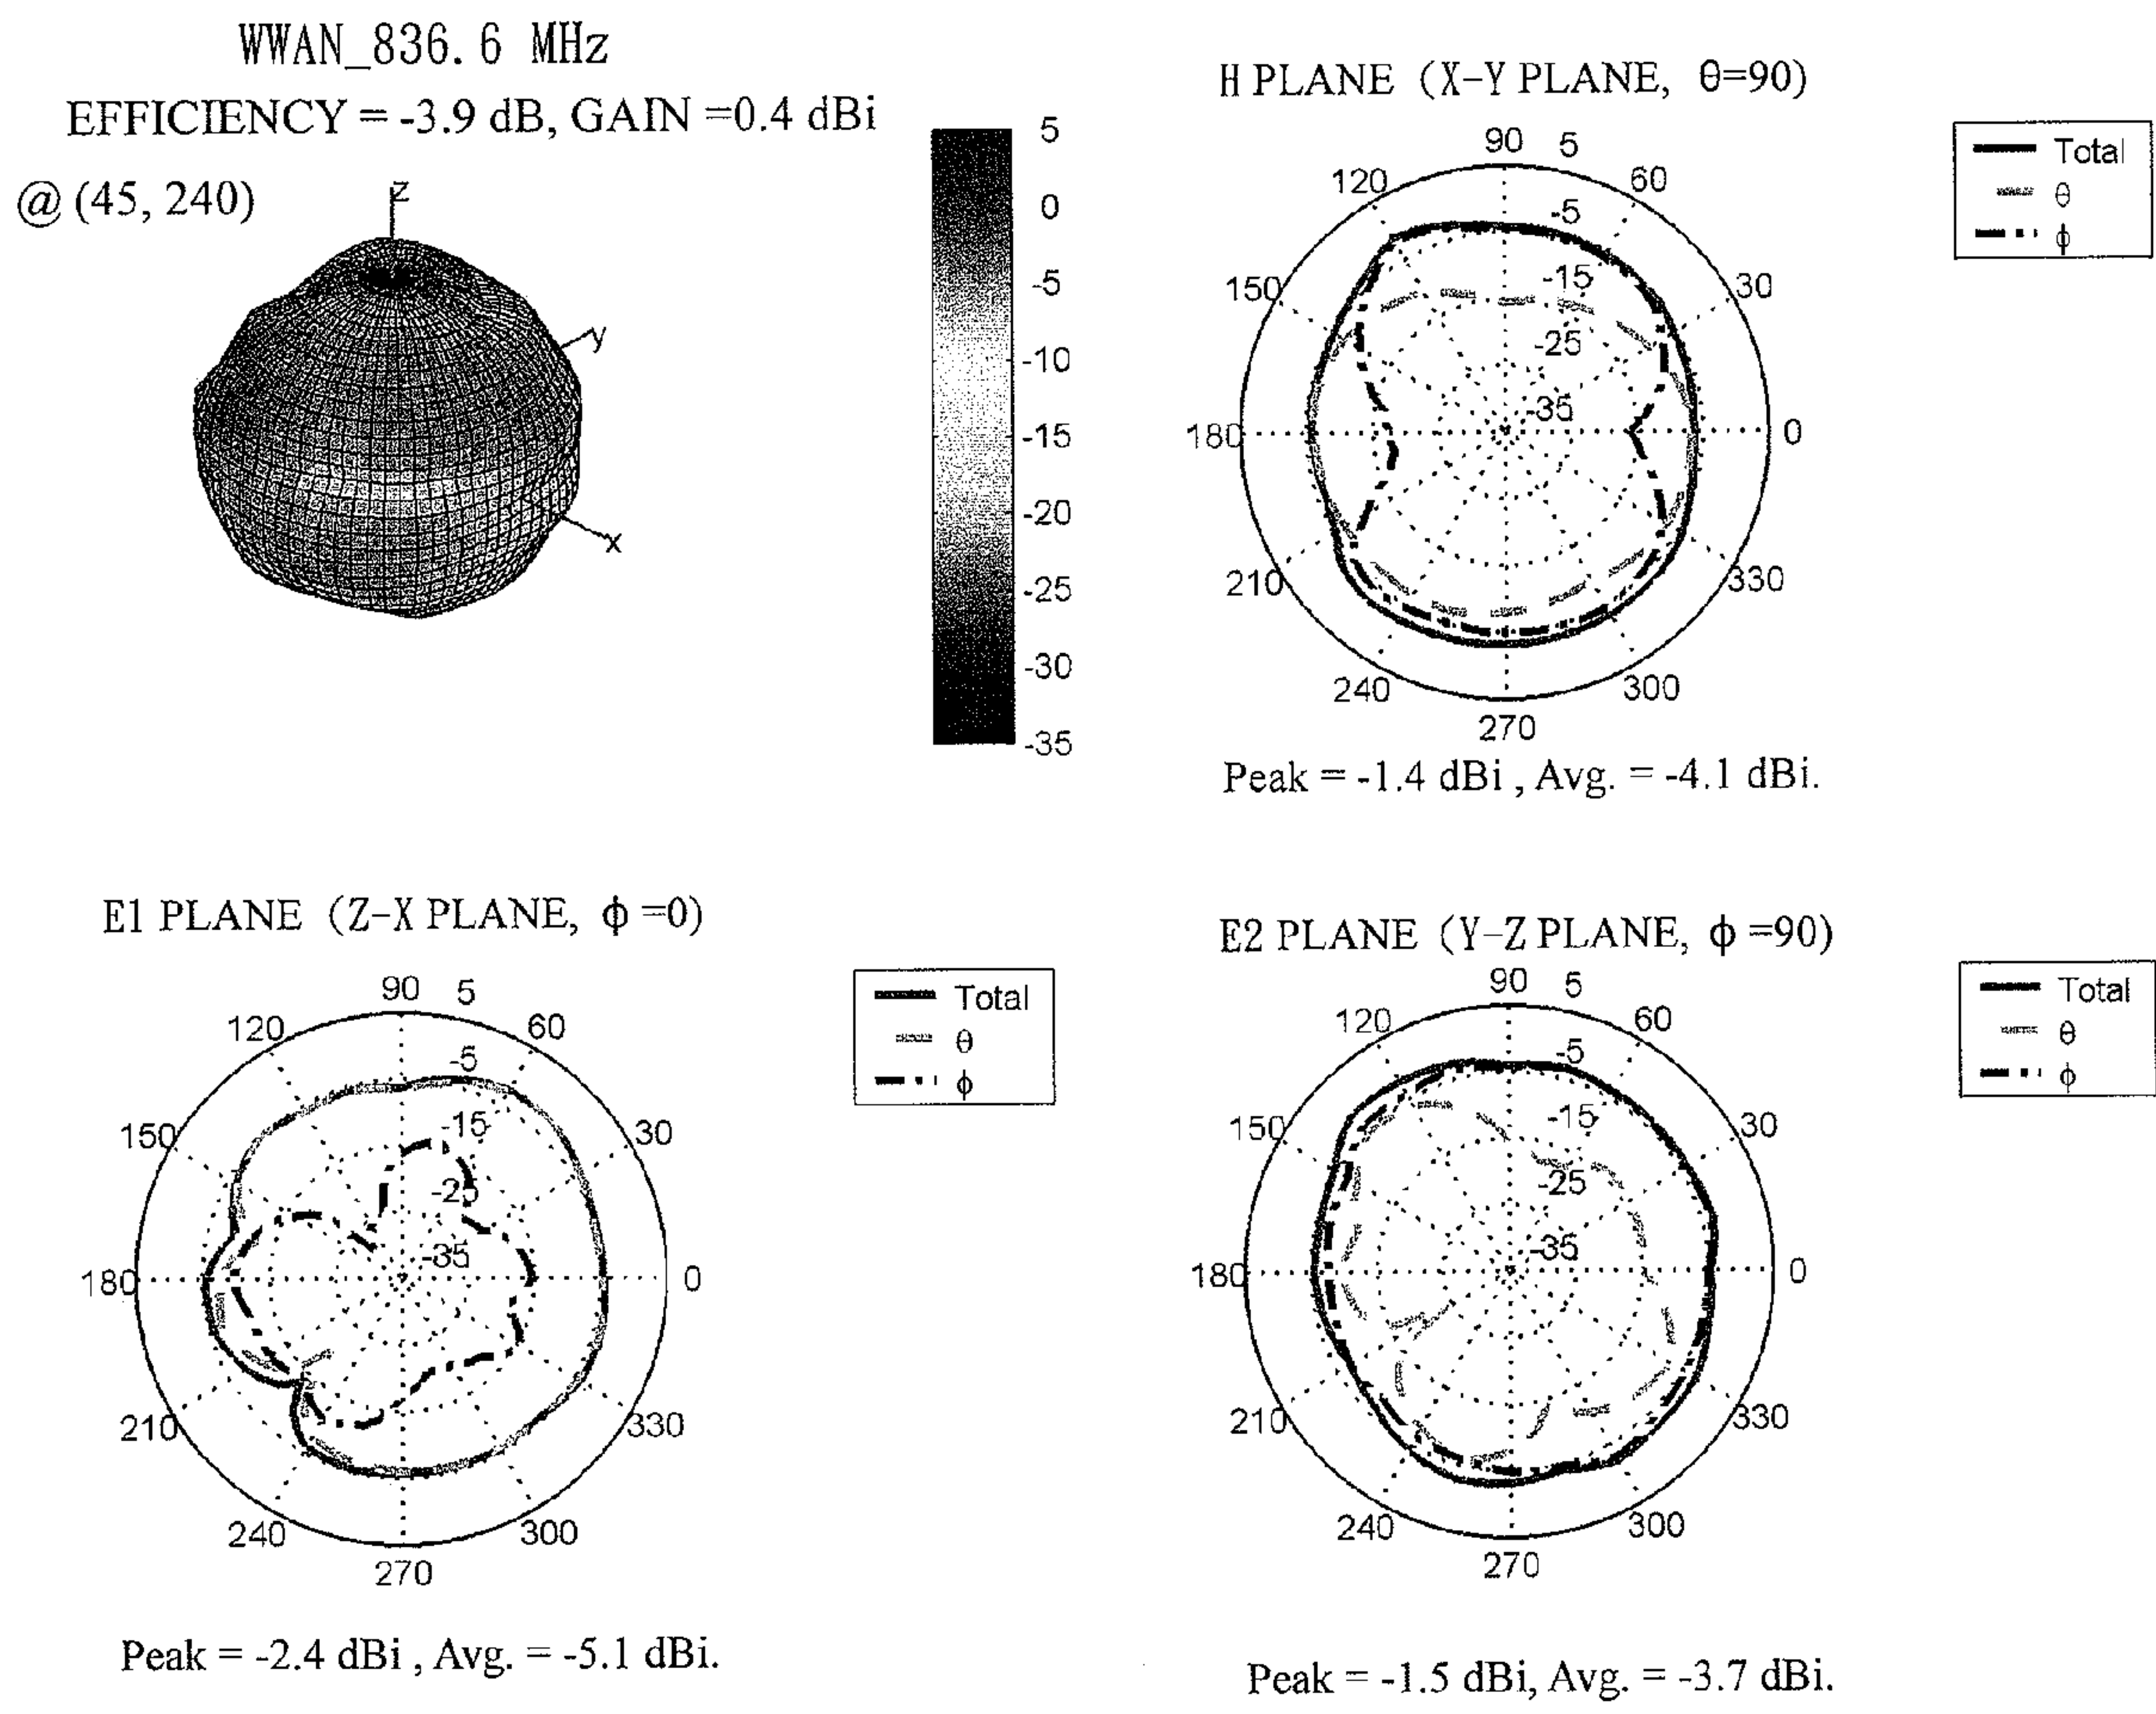 WWAN_836.6 MHz
EFFICIENCY = -3.9 dB, GAIN =0.4 dBi
@ (45, 240)
z
y
x
5
0
-5
-10
-15
-20
-25
-30
-35
H PLANE (X-Y PLANE, θ=90)
Total
θ
ϕ
90 5
120 60
-5
150 -15 30
-25
-35
180 0
210 330
240 300
270
Peak = -1.4 dBi , Avg. = -4.1 dBi.
E1 PLANE (Z-X PLANE, ϕ =0)
Total
θ
ϕ
90 5
120 60
-5
150 -15 30
-25
-35
180 0
210 330
240 300
270
Peak = -2.4 dBi , Avg. = -5.1 dBi.
E2 PLANE (Y-Z PLANE, ϕ =90)
Total
θ
ϕ
90 5
120 60
-5
150 -15 30
-25
-35
180 0
210 330
240 300
270
Peak = -1.5 dBi, Avg. = -3.7 dBi.